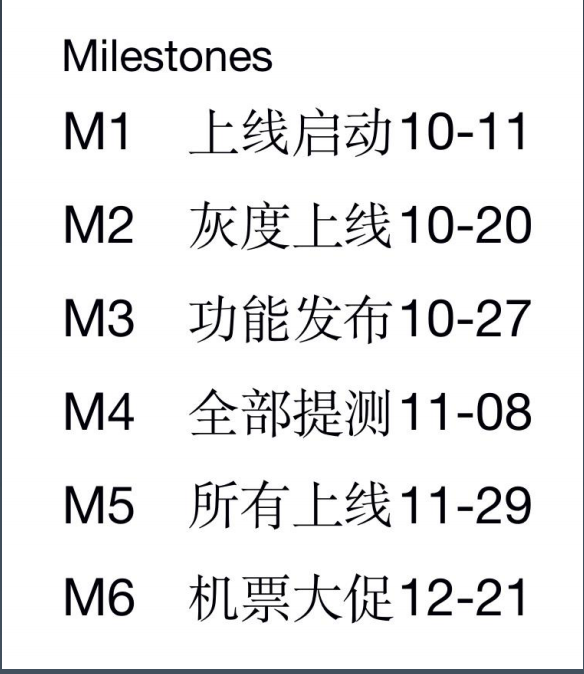 Milestones
M1 上线启动10-11
M2 灰度上线10-20
M3 功能发布10-27
M4 全部提测11-08
M5 所有上线11-29
M6 机票大促12-21